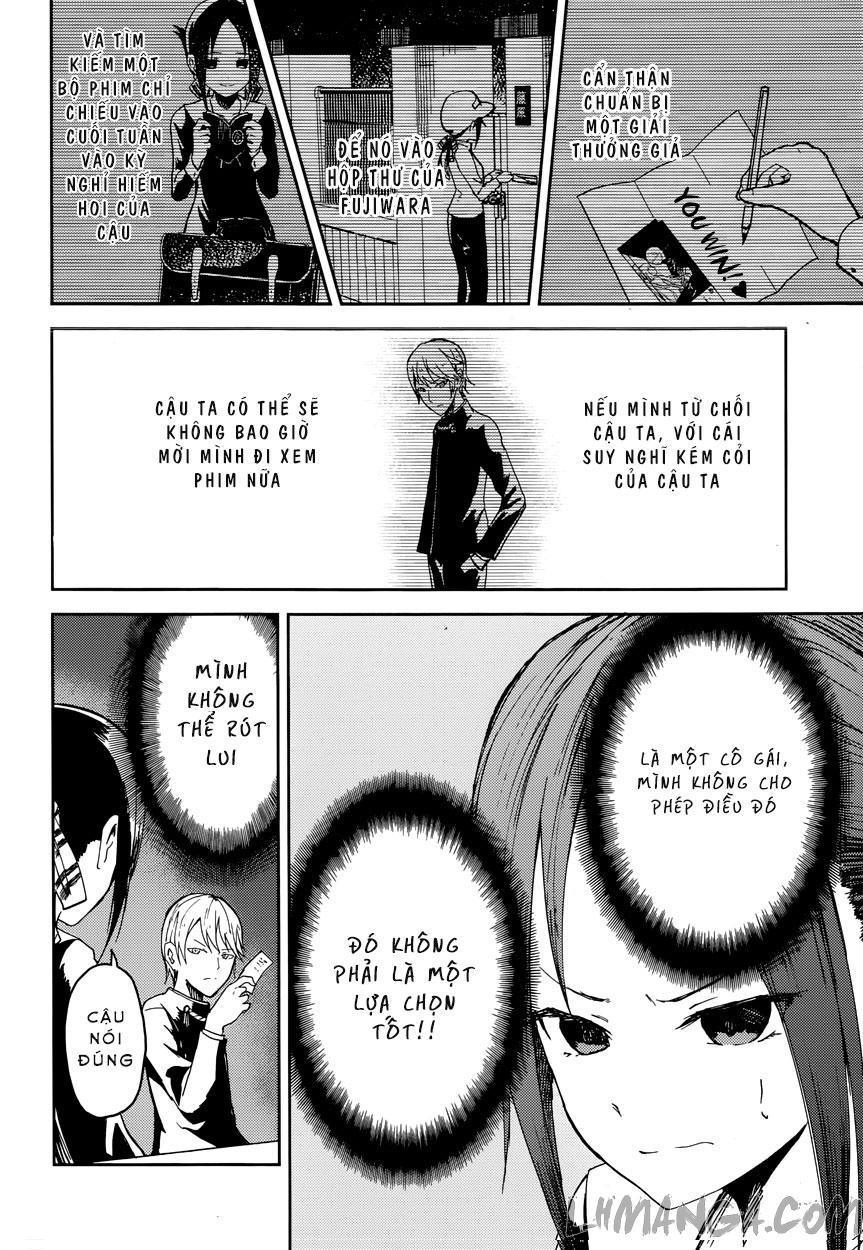 CẨN THẬN
CHUẨN BỊ
MỘT GIẢI
THƯỞNG GIẢ
YOU WIN!
ĐỂ NÓ VÀO
HỘP THƯ CỦA
FUJIWARA
藤原
VÀ TÌM
KIẾM MỘT
BỘ PHIM CHỈ
CHIẾU VÀO
CUỐI TUẦN
VÀO KỲ
NGHỈ HIẾM
HOI CỦA
CẬU
NẾU MÌNH TỪ CHỐI
CẬU TA, VỚI CÁI
SUY NGHĨ KÉM CỎI
CỦA CẬU TA
CẬU TA CÓ THỂ SẼ
KHÔNG BAO GIỜ
MỜI MÌNH ĐI XEM
PHIM NỮA
LÀ MỘT CÔ GÁI,
MÌNH KHÔNG CHO
PHÉP ĐIỀU ĐÓ
ĐÓ KHÔNG
PHẢI LÀ MỘT
LỰA CHỌN
TỐT!!
MÌNH
KHÔNG
THỂ RÚT
LUI
CẬU
NÓI
ĐÚNG
LHMANGA.COM